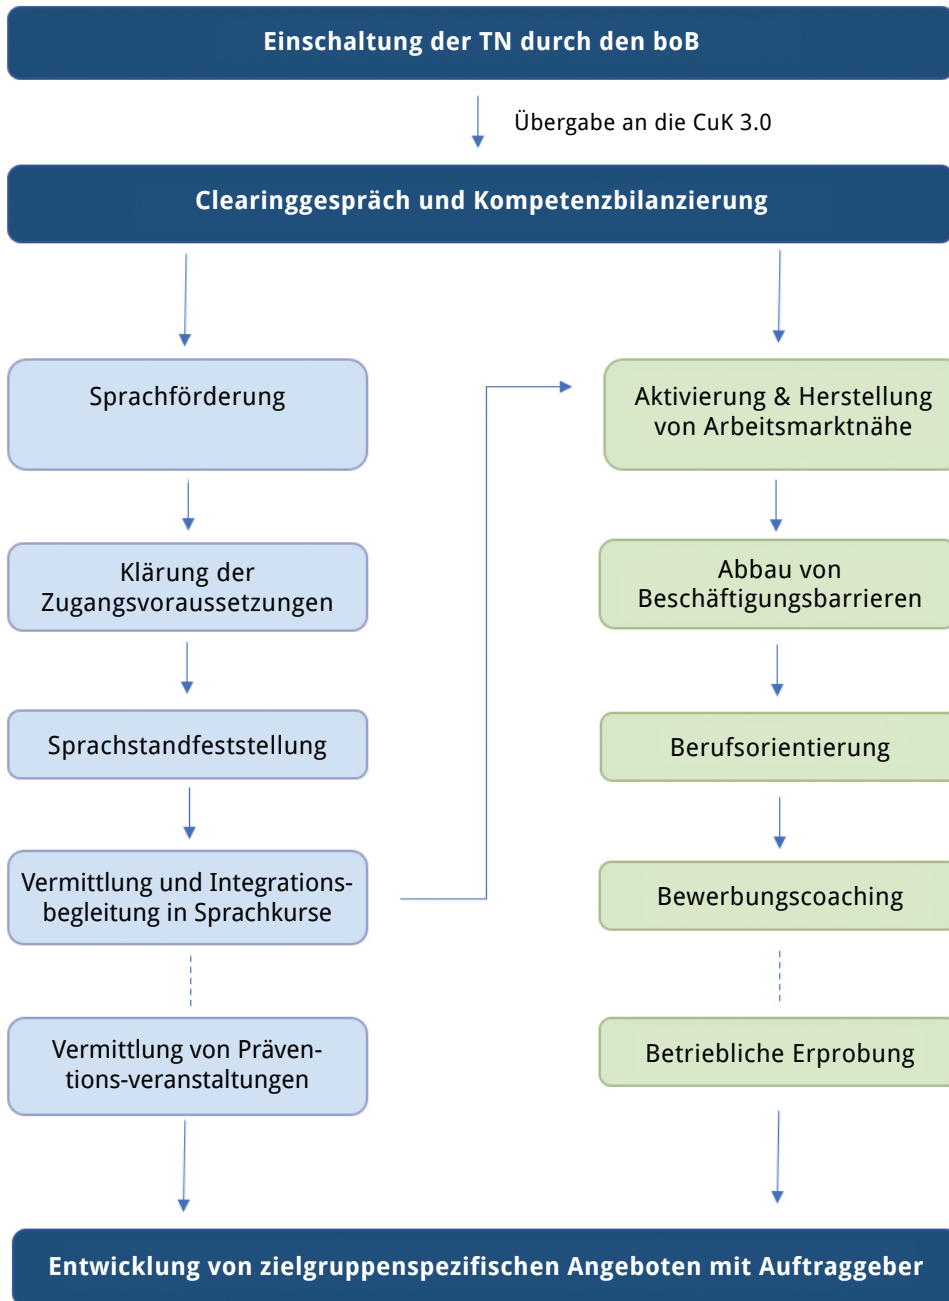 Einschaltung der TN durch den boB
Übergabe an die CuK 3.0
Clearinggespräch und Kompetenzbilanzierung
Sprachförderung
Klärung der
Zugangsvoraussetzungen
Sprachstandfeststellung
Vermittlung und Integrations-
begleitung in Sprachkurse
Vermittlung von Präven-
tions-veranstaltungen
Aktivierung & Herstellung
von Arbeitsmarktnähe
Abbau von
Beschäftigungsbarrieren
Berufsorientierung
Bewerbungscoaching
Betriebliche Erprobung
Entwicklung von zielgruppenspezifischen Angeboten mit Auftraggeber